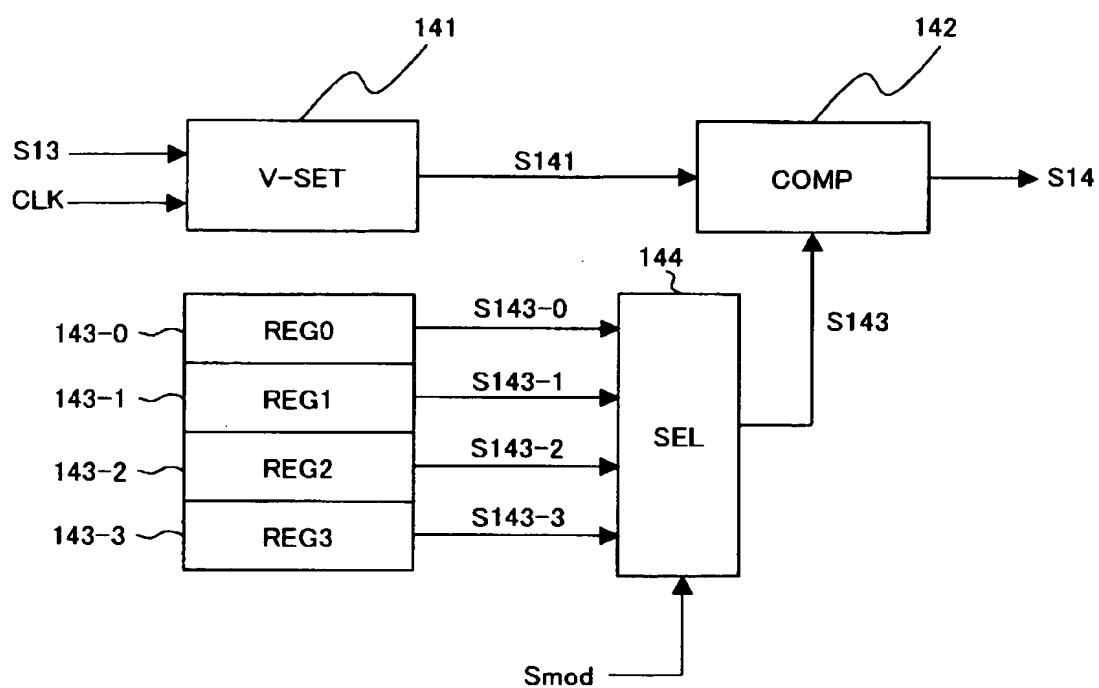 141
142
S13
V-SET
S141
COMP
S14
CLK
144
143-0
REG0
S143-0
S143
143-1
REG1
S143-1
SEL
143-2
REG2
S143-2
143-3
REG3
S143-3
Smod